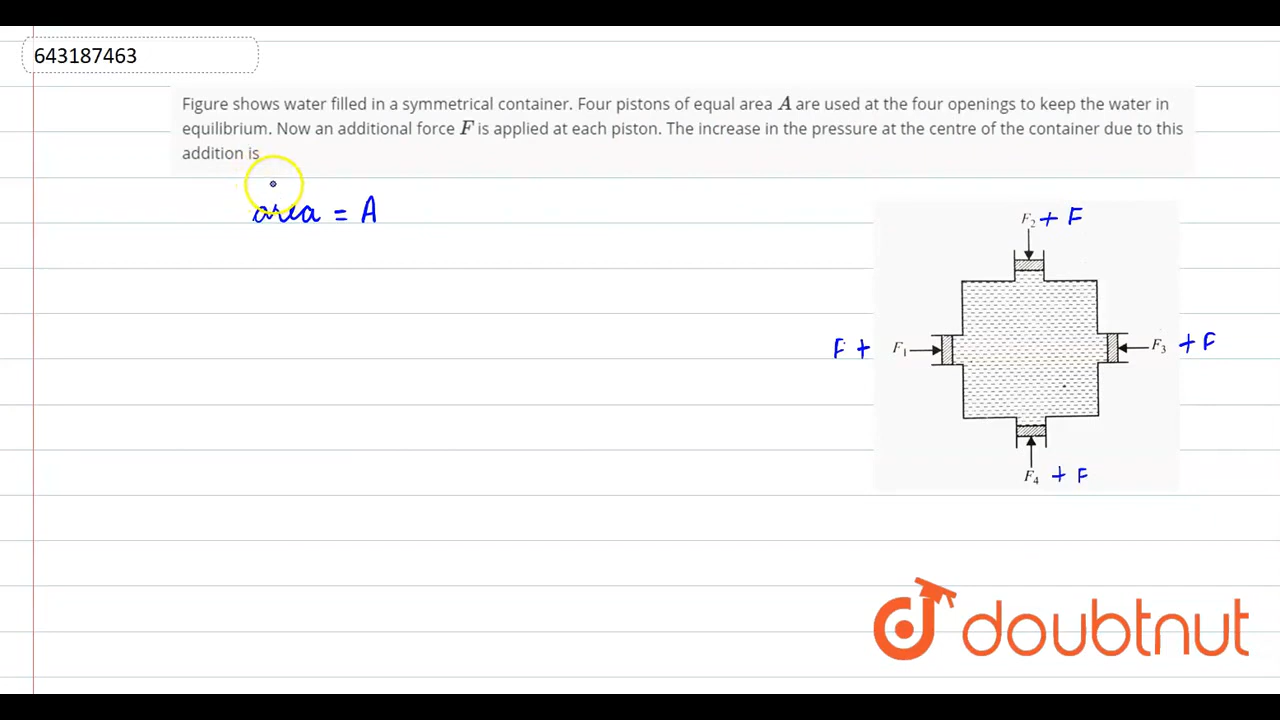 643187463
Figure shows water filled in a symmetrical container. Four pistons of equal area A are used at the four openings to keep the water in
equilibrium. Now an additional force F is applied at each piston. The increase in the pressure at the centre of the container due to this
addition is
area = A
F₂ + F
F + F₁
F₃ + F
F₄ + F
doubtnut